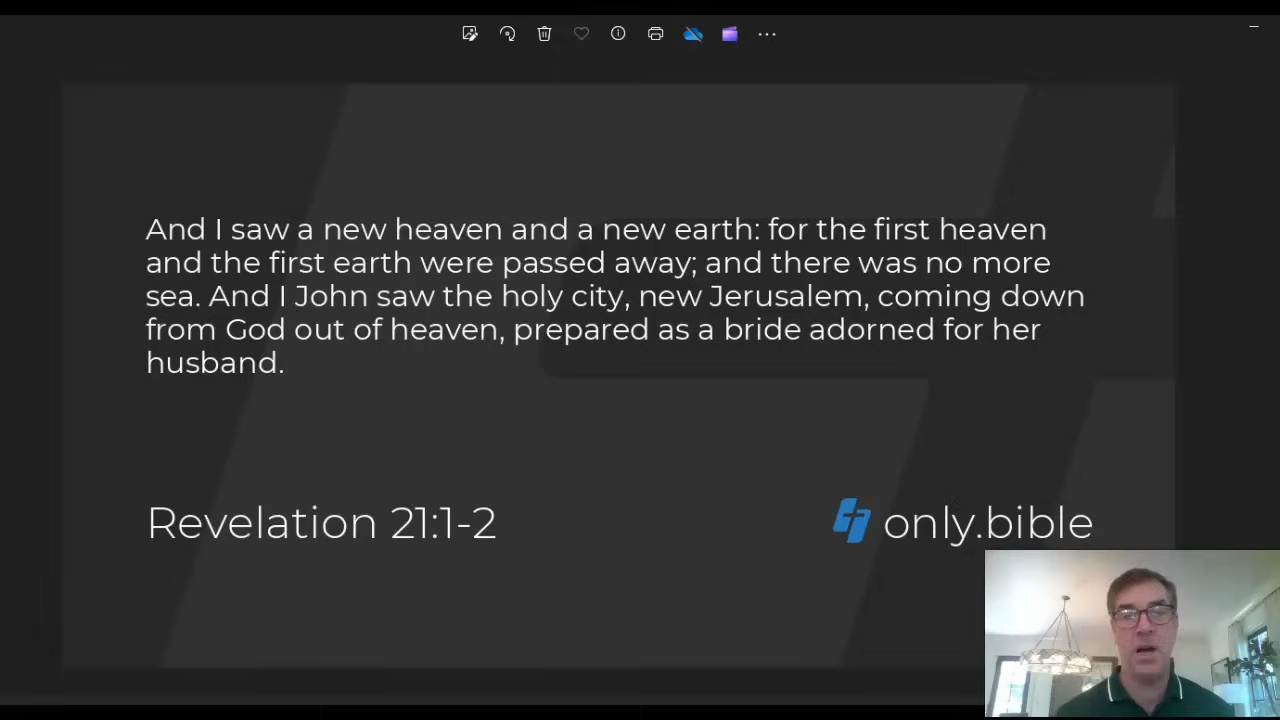 And I saw a new heaven and a new earth: for the first heaven
and the first earth were passed away; and there was no more
sea. And I John saw the holy city, new Jerusalem, coming down
from God out of heaven, prepared as a bride adorned for her
husband.
Revelation 21:1-2
only.bible